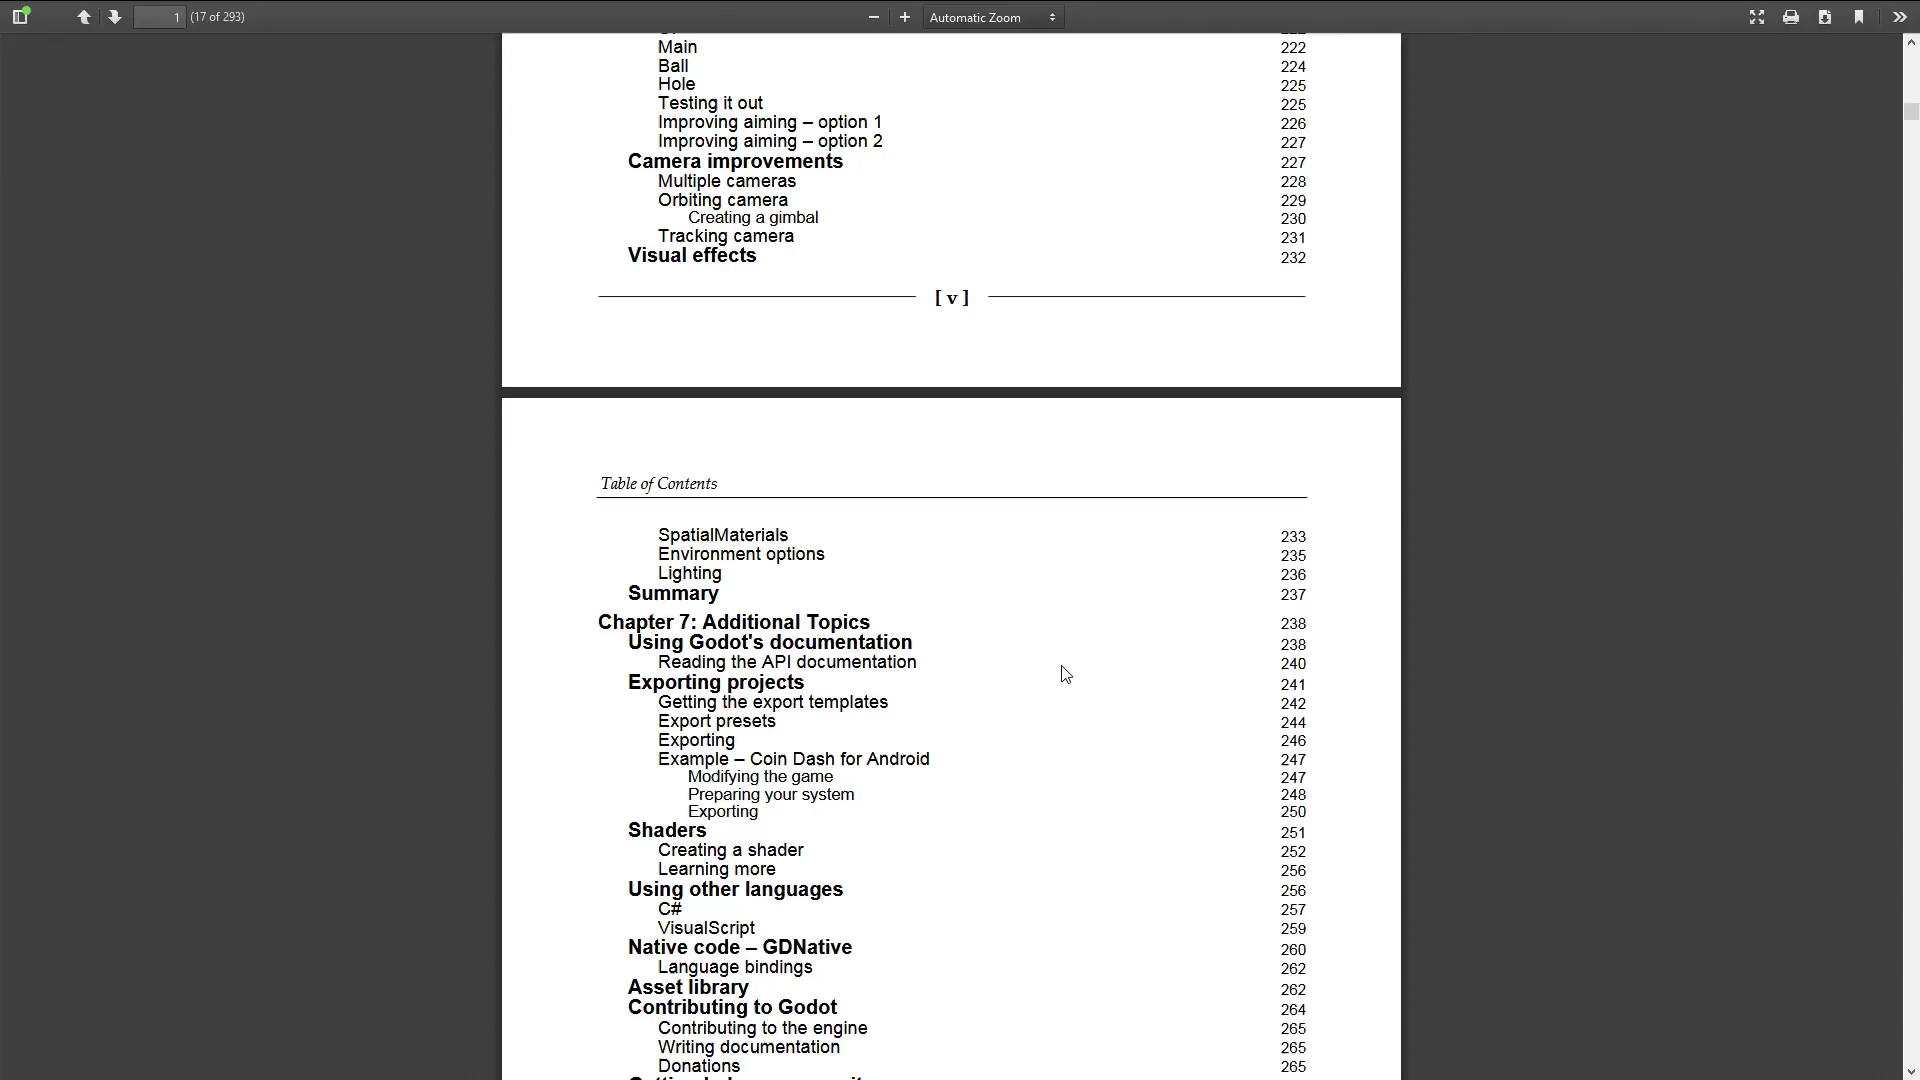 1 (17 of 293) Automatic Zoom
Main 222
Ball 224
Hole 225
Testing it out 225
Improving aiming – option 1 226
Improving aiming – option 2 227
Camera improvements 227
Multiple cameras 228
Orbiting camera 229
Creating a gimbal 230
Tracking camera 231
Visual effects 232
[ v ]
Table of Contents
SpatialMaterials 233
Environment options 235
Lighting 236
Summary 237
Chapter 7: Additional Topics 238
Using Godot's documentation 238
Reading the API documentation 240
Exporting projects 241
Getting the export templates 242
Export presets 244
Exporting 246
Example – Coin Dash for Android 247
Modifying the game 247
Preparing your system 248
Exporting 250
Shaders 251
Creating a shader 252
Learning more 256
Using other languages 256
C# 257
VisualScript 259
Native code – GDNative 260
Language bindings 262
Asset library 262
Contributing to Godot 264
Contributing to the engine 265
Writing documentation 265
Donations 265